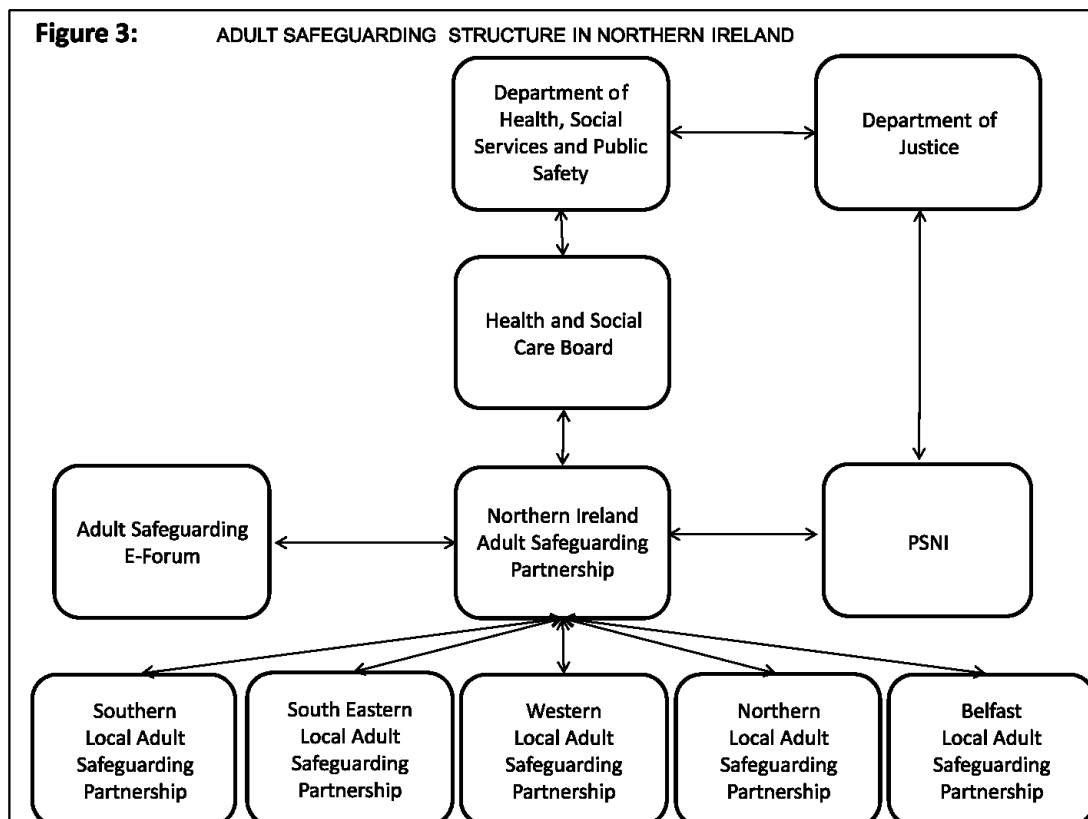 Figure 3: ADULT SAFEGUARDING STRUCTURE IN NORTHERN IRELAND
Department of
Health, Social
Services and Public
Safety
Department of
Justice
Health and Social
Care Board
Adult Safeguarding
E-Forum
Northern Ireland
Adult Safeguarding
Partnership
PSNI
Southern
Local Adult
Safeguarding
Partnership
South Eastern
Local Adult
Safeguarding
Partnership
Western
Local Adult
Safeguarding
Partnership
Northern
Local Adult
Safeguarding
Partnership
Belfast
Local Adult
Safeguarding
Partnership